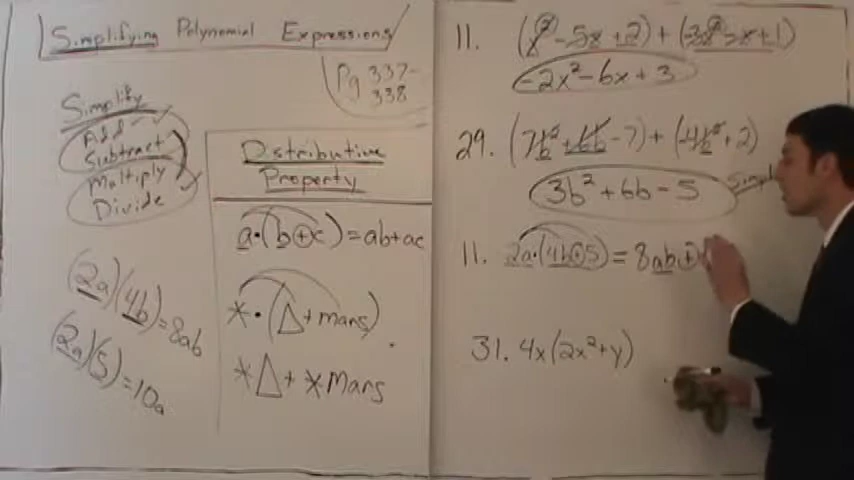 Simplifying Polynomial Expressions
Pg 337-
338
Simplify
Add
Subtract
Multiply
Divide
(2a)(4b)=8ab
(2a)(5)=10a
Distributive
Property
a·(b+c)=ab+ac
*·(△+mars)
*△+*Mars
11. (x²-5x+2)+(-3x²-x+1)
-2x²-6x+3
29. (7b²+6b-7)+(-4b²+2)
3b²+6b-5
11. 2a·(4b+5)=8ab+
31. 4x(2x²+y)